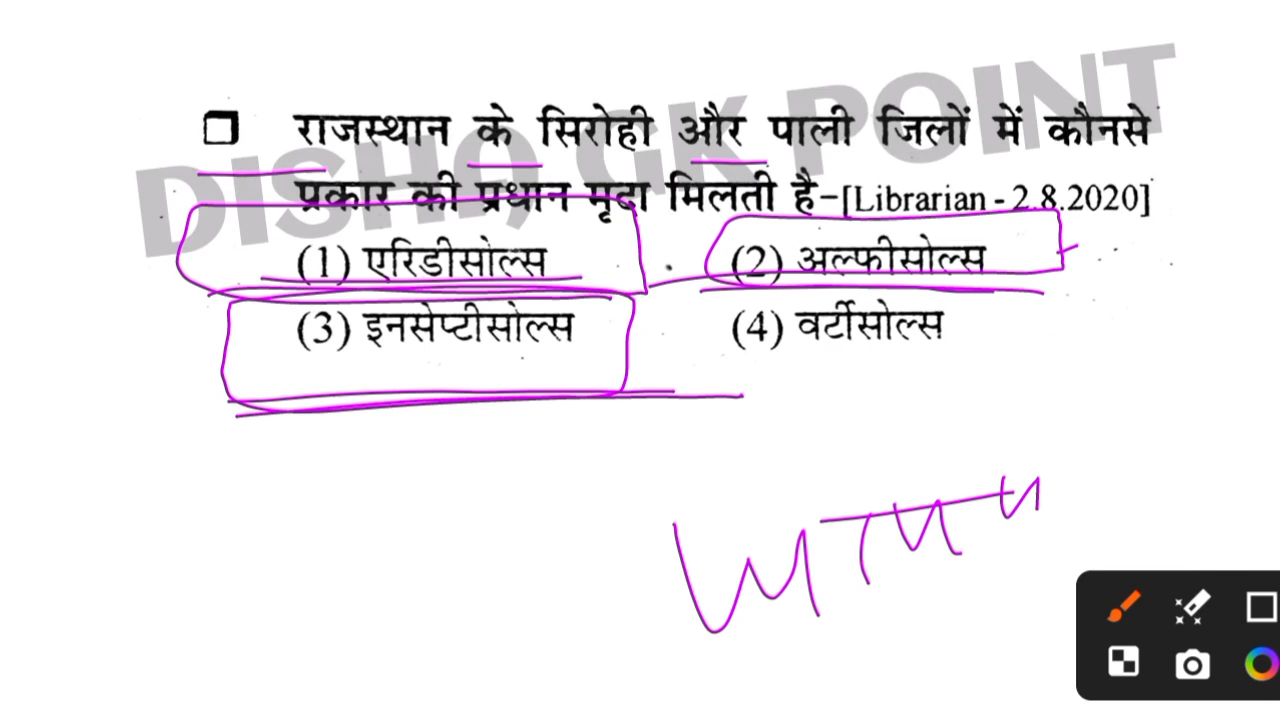 DISHA GK POINT
राजस्थान के सिरोही और पाली जिलों में कौनसे
प्रकार की प्रधान मृदा मिलती है-[Librarian - 2.8.2020]
(1) एरिडीसोल्स (2) अल्फीसोल्स
(3) इनसेप्टीसोल्स (4) वर्टीसोल्स